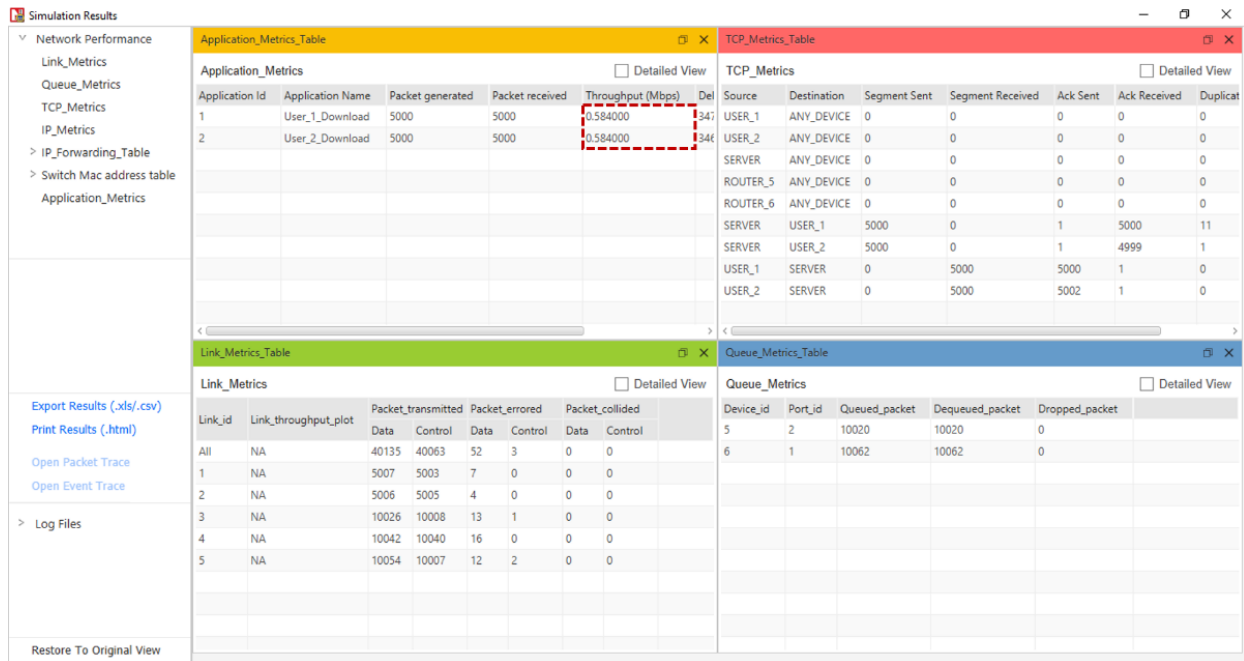 Simulation Results
Network Performance
Link_Metrics
Queue_Metrics
TCP_Metrics
IP_Metrics
IP_Forwarding_Table
Switch Mac address table
Application_Metrics
Export Results (.xls/.csv)
Print Results (.html)
Open Packet Trace
Open Event Trace
Log Files
Restore To Original View
Application_Metrics_Table
Application_Metrics Detailed View
Application Id Application Name Packet generated Packet received Throughput (Mbps) Del
1 User_1_Download 5000 5000 0.584000 347
2 User_2_Download 5000 5000 0.584000 346
TCP_Metrics_Table
TCP_Metrics Detailed View
Source Destination Segment Sent Segment Received Ack Sent Ack Received Duplicat
USER_1 ANY_DEVICE 0 0 0 0 0
USER_2 ANY_DEVICE 0 0 0 0 0
SERVER ANY_DEVICE 0 0 0 0 0
ROUTER_5 ANY_DEVICE 0 0 0 0 0
ROUTER_6 ANY_DEVICE 0 0 0 0 0
SERVER USER_1 5000 0 1 5000 11
SERVER USER_2 5000 0 1 4999 1
USER_1 SERVER 0 5000 5000 1 0
USER_2 SERVER 0 5000 5002 1 0
Link_Metrics_Table
Link_Metrics Detailed View
Link_id Link_throughput_plot Packet_transmitted Packet_errored Packet_collided
Data Control Data Control Data Control
All NA 40135 40063 52 3 0 0
1 NA 5007 5003 7 0 0 0
2 NA 5006 5005 4 0 0 0
3 NA 10026 10008 13 1 0 0
4 NA 10042 10040 16 0 0 0
5 NA 10054 10007 12 2 0 0
Queue_Metrics_Table
Queue_Metrics Detailed View
Device_id Port_id Queued_packet Dequeued_packet Dropped_packet
5 2 10020 10020 0
6 1 10062 10062 0